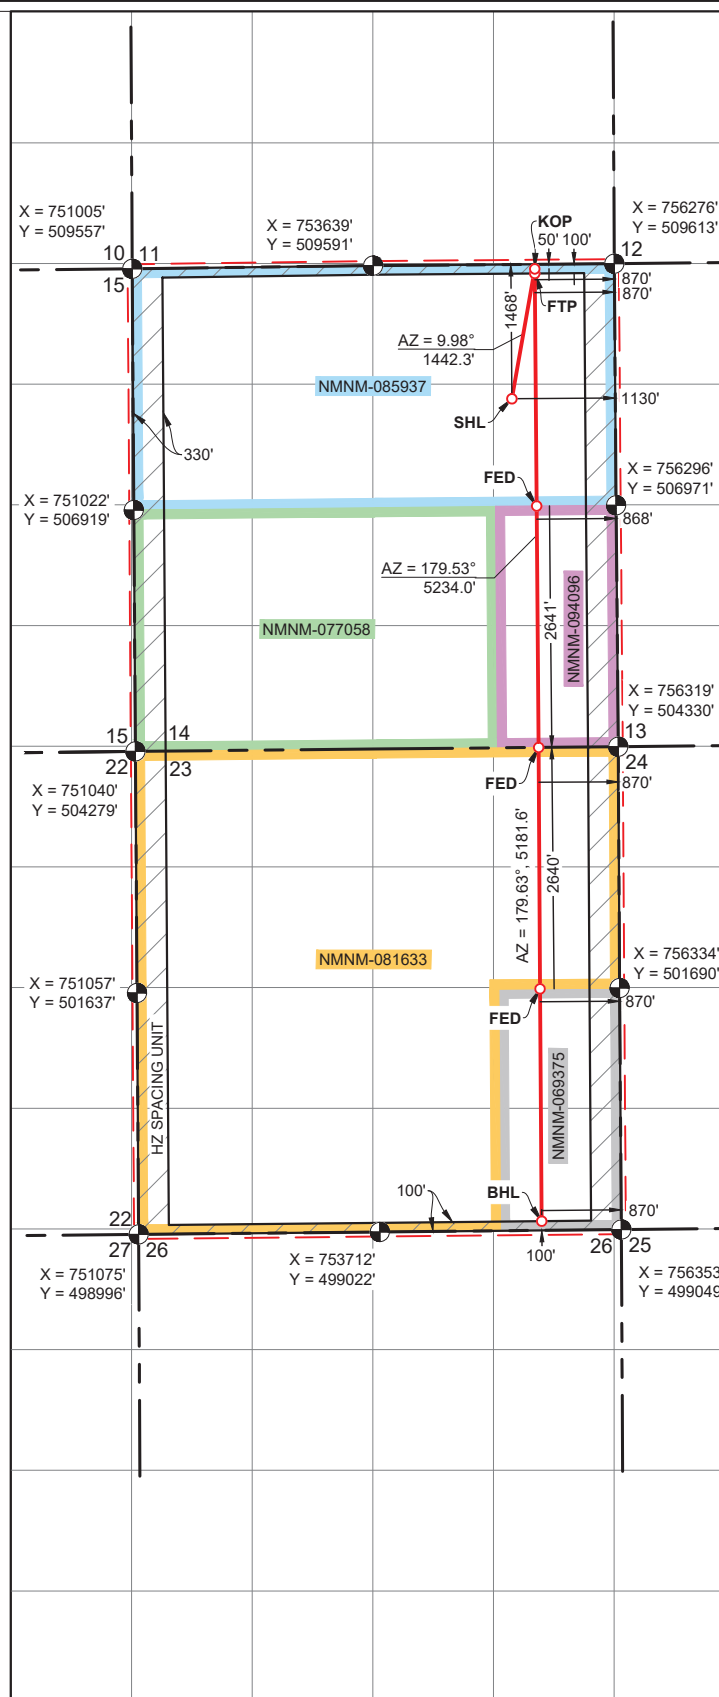 X = 751005'
Y = 509557'
X = 753639'
Y = 509591'
X = 756276'
Y = 509613'
KOP
50' 100'
10 11
15
12
870'
870'
FTP
1468'
AZ = 9.98°
1442.3'
NMNM-085937
1130'
SHL
330'
FED
X = 756296'
Y = 506971'
X = 751022'
Y = 506919'
868'
AZ = 179.53°
5234.0'
NMNM-094096
2641'
NMNM-077058
X = 756319'
Y = 504330'
15 14
22 23
13
24
FED
870'
X = 751040'
Y = 504279'
AZ = 179.63°, 5181.6'
2640'
NMNM-081633
X = 756334'
Y = 501690'
X = 751057'
Y = 501637'
870'
FED
HZ SPACING UNIT
NMNM-069375
BHL
100'
870'
22
27 26
100'
26 25
X = 751075'
Y = 498996'
X = 753712'
Y = 499022'
X = 756353
Y = 499049